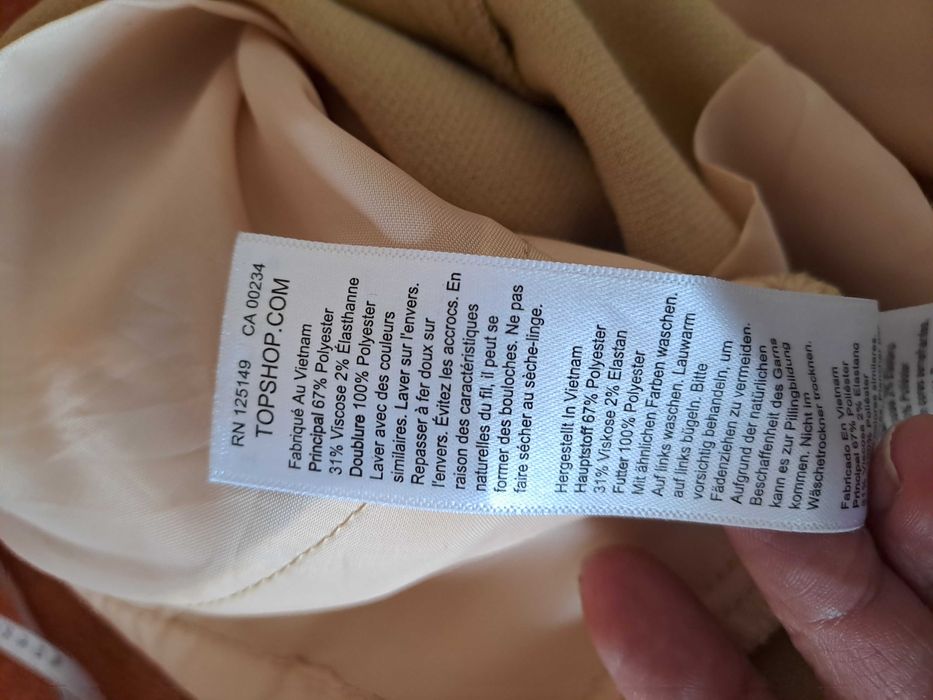 RN 125149 CA 00234
TOPSHOP.COM
Fabriqué Au Vietnam
Principal 67% Polyester
31% Viscose 2% Élasthanne
Doublure 100% Polyester
Laver avec des couleurs
similaires. Laver sur l'envers.
Repasser à fer doux sur
l'envers. Évitez les accrocs. En
raison des caractéristiques
naturelles du fil, il peut se
former des bouloches. Ne pas
faire sécher au sèche-linge.
Hergestellt In Vietnam
Hauptstoff 67% Polyester
31% Viskose 2% Elastan
Futter 100% Polyester
Mit ähnlichen Farben waschen.
Auf links waschen. Lauwarm
auf links bügeln. Bitte
vorsichtig behandeln, um
Fädenziehen zu vermeiden.
Aufgrund der natürlichen
Beschaffenheit des Garns
kann es zur Pillingbildung
kommen. Nicht im
Wäschetrockner trocknen.
Fabricado En Vietnam
Principal 67% Poliéster
31% Viscosa 2% Elastano